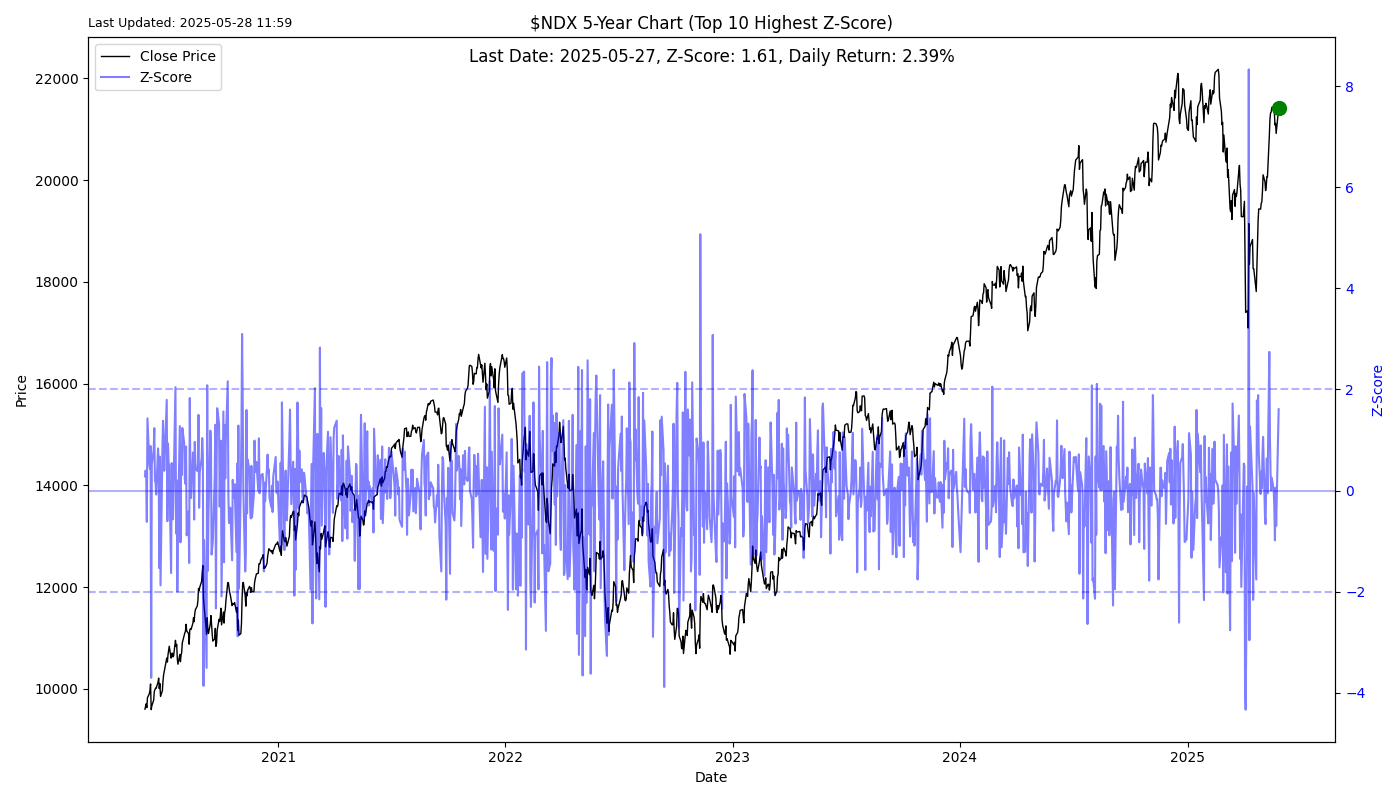 Last Updated: 2025-05-28 11:59
$NDX 5-Year Chart (Top 10 Highest Z-Score)
Last Date: 2025-05-27, Z-Score: 1.61, Daily Return: 2.39%
Close Price
Z-Score
22000
20000
18000
16000
14000
12000
10000
Price
8
6
4
2
0
−2
−4
Z-Score
2021
2022
2023
2024
2025
Date